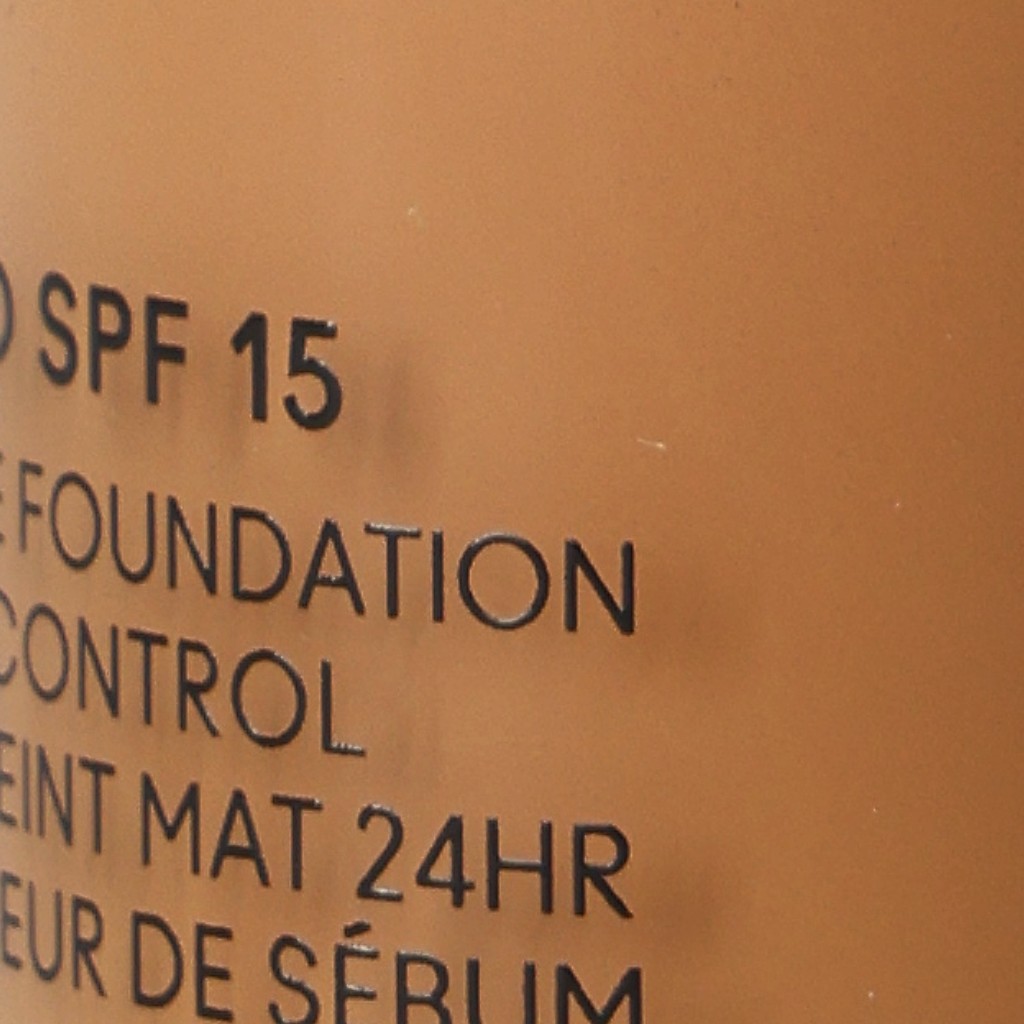 SPF 15
FOUNDATION
CONTROL
EINT MAT 24HR
EUR DE SÉBUM